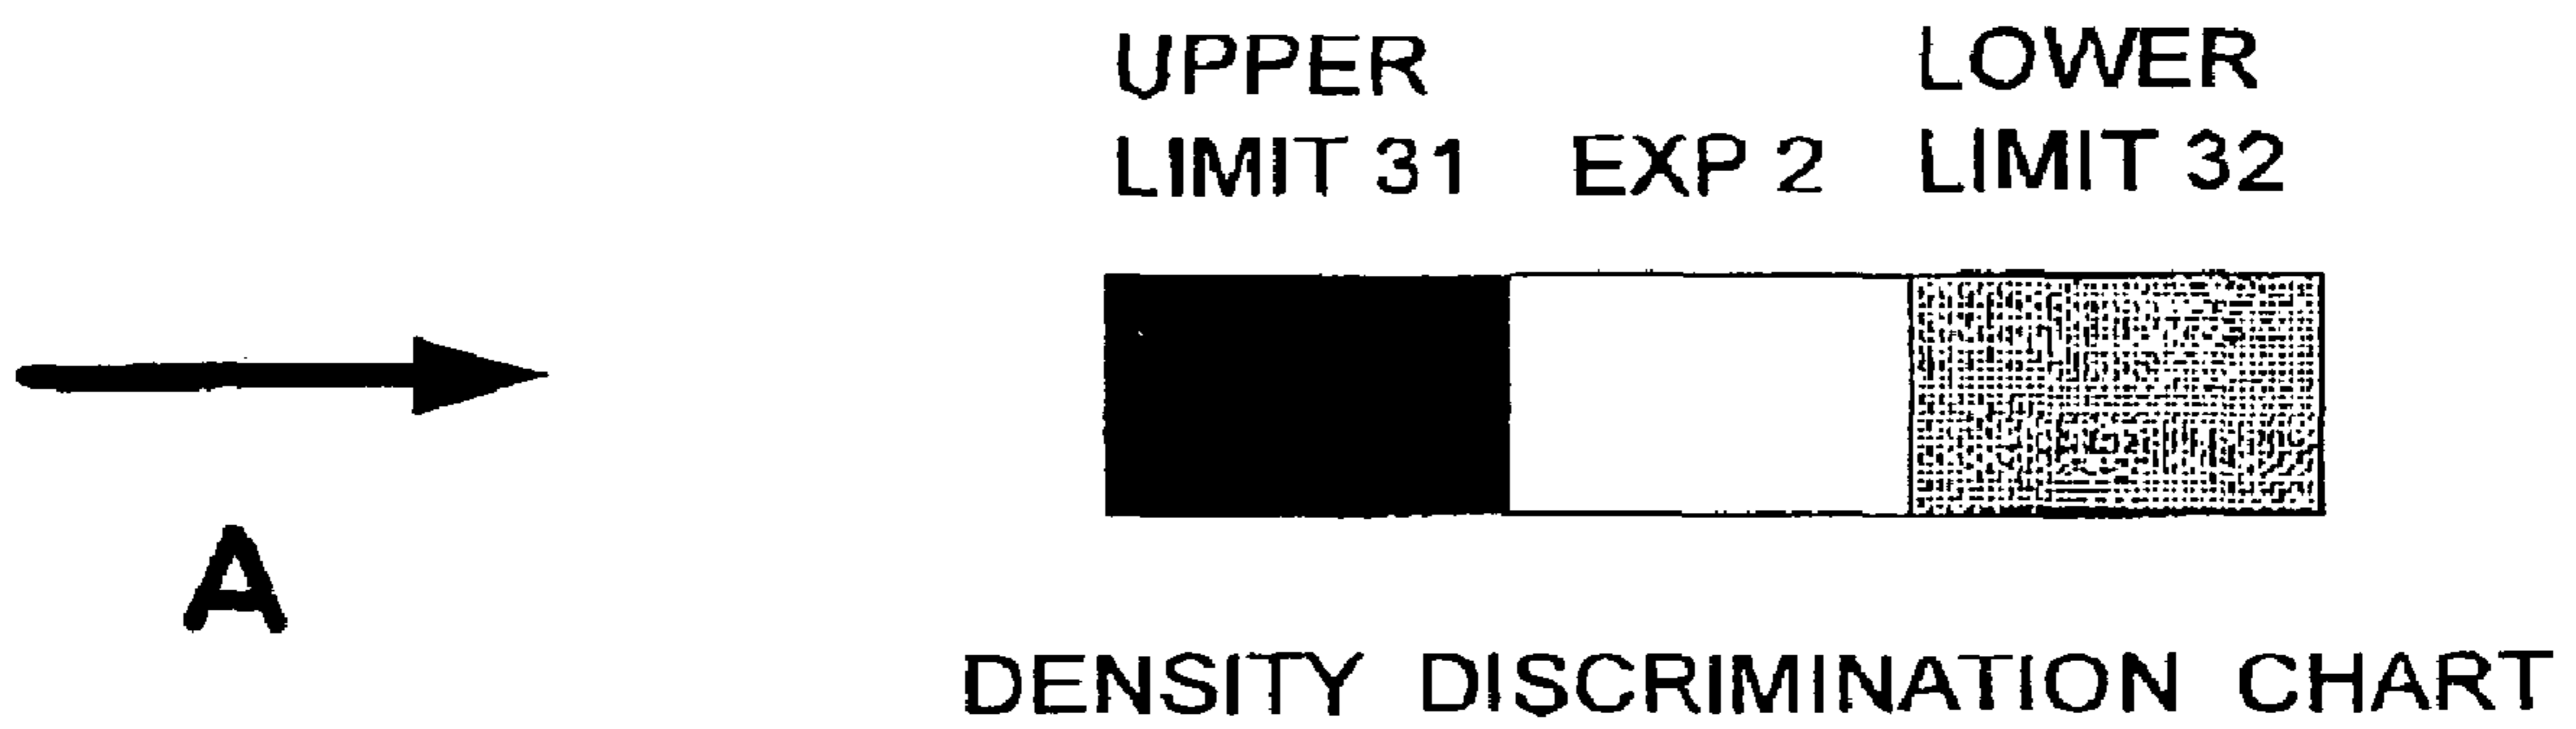 UPPER LOWER
LIMIT 31 EXP 2 LIMIT 32
A
DENSITY DISCRIMINATION CHART